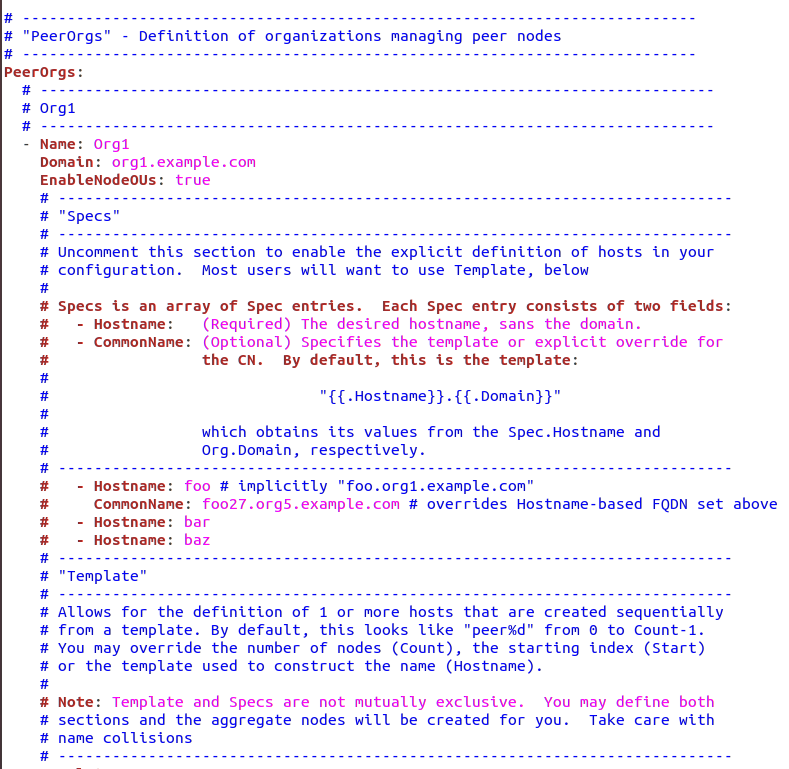 # ---------------------------------------------------------------------------
# "PeerOrgs" - Definition of organizations managing peer nodes
# ---------------------------------------------------------------------------
PeerOrgs:
  # ---------------------------------------------------------------------------
  # Org1
  # ---------------------------------------------------------------------------
  - Name: Org1
    Domain: org1.example.com
    EnableNodeOUs: true
    # ---------------------------------------------------------------------------
    # "Specs"
    # ---------------------------------------------------------------------------
    # Uncomment this section to enable the explicit definition of hosts in your
    # configuration.  Most users will want to use Template, below
    #
    # Specs is an array of Spec entries.  Each Spec entry consists of two fields:
    #   - Hostname:   (Required) The desired hostname, sans the domain.
    #   - CommonName: (Optional) Specifies the template or explicit override for
    #                 the CN.  By default, this is the template:
    #
    #                              "{{.Hostname}}.{{.Domain}}"
    #
    #                 which obtains its values from the Spec.Hostname and
    #                 Org.Domain, respectively.
    # ---------------------------------------------------------------------------
    #   - Hostname: foo # implicitly "foo.org1.example.com"
    #     CommonName: foo27.org5.example.com # overrides Hostname-based FQDN set above
    #   - Hostname: bar
    #   - Hostname: baz
    # ---------------------------------------------------------------------------
    # "Template"
    # ---------------------------------------------------------------------------
    # Allows for the definition of 1 or more hosts that are created sequentially
    # from a template. By default, this looks like "peer%d" from 0 to Count-1.
    # You may override the number of nodes (Count), the starting index (Start)
    # or the template used to construct the name (Hostname).
    #
    # Note: Template and Specs are not mutually exclusive.  You may define both
    # sections and the aggregate nodes will be created for you.  Take care with
    # name collisions
    # ---------------------------------------------------------------------------